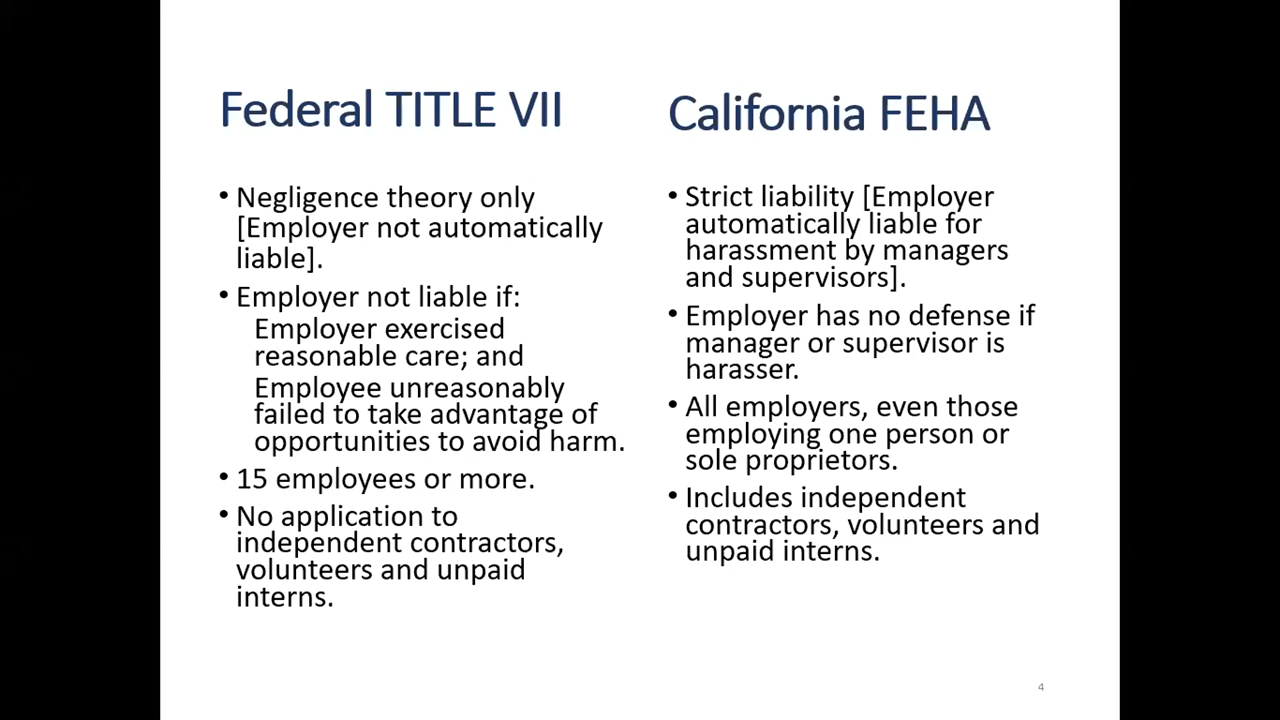 Federal TITLE VII
• Negligence theory only
[Employer not automatically
liable].
• Employer not liable if:
Employer exercised
reasonable care; and
Employee unreasonably
failed to take advantage of
opportunities to avoid harm.
• 15 employees or more.
• No application to
independent contractors,
volunteers and unpaid
interns.
California FEHA
• Strict liability [Employer
automatically liable for
harassment by managers
and supervisors].
• Employer has no defense if
manager or supervisor is
harasser.
• All employers, even those
employing one person or
sole proprietors.
• Includes independent
contractors, volunteers and
unpaid interns.
4